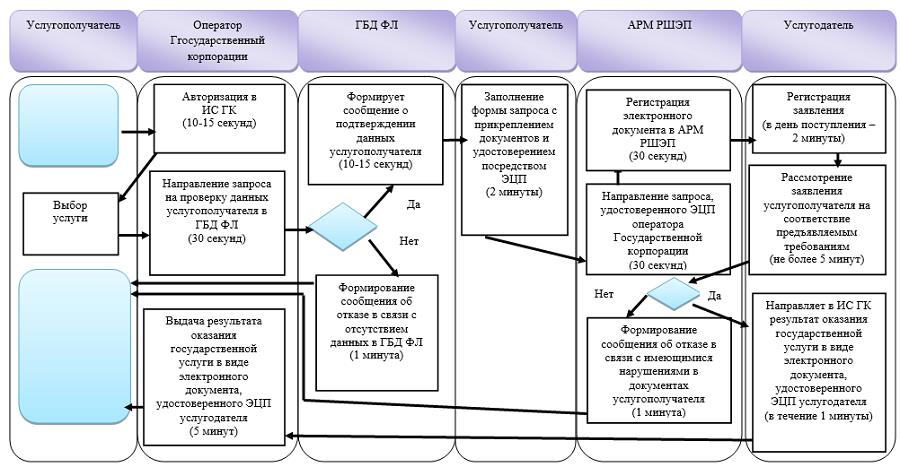 Услугополучатель
Оператор
Гтосударственный
корпорации
ГБД ФЛ
Услугополучатель
АРМ РШЭП
Услугодатель
Авторизация в
ИС ГК
(10-15 секунд)
Выбор
услуги
Направление запроса
на проверку данных
услугополучателя в
ГБД ФЛ
(30 секунд)
Выдача результата
оказания
государственной
услуги в виде
электронного
документа,
удостоверенного ЭЦП
услугодателя
(5 минут)
Формирует
сообщение о
подтверждении
данных
услугополучателя
(10-15 секунд)
Да
Нет
Формирование
сообщения об
отказе в связи с
отсутствием
данных в ГБД ФЛ
(1 минута)
Заполнение
формы запроса с
прикреплением
документов и
удостоверением
посредством
ЭЦП
(2 минуты)
Регистрация
электронного
документа в АРМ
РШЭП
(30 секунд)
Направление запроса,
удостоверенного ЭЦП
оператора
Государственной
корпорации
(30 секунд)
Нет
Да
Формирование
сообщения об отказе в
связи с имеющимися
нарушениями в
документах
услугополучателя
(1 минута)
Регистрация
заявления
(в день поступления –
2 минуты)
Рассмотрение
заявления
услугополучателя на
соответствие
предъявляемым
требованиям
(не более 5 минут)
Направляет в ИС ГК
результат оказания
государственной
услуги в виде
электронного
документа,
удостоверенного
ЭЦП услугодателя
(в течение 1 минуты)